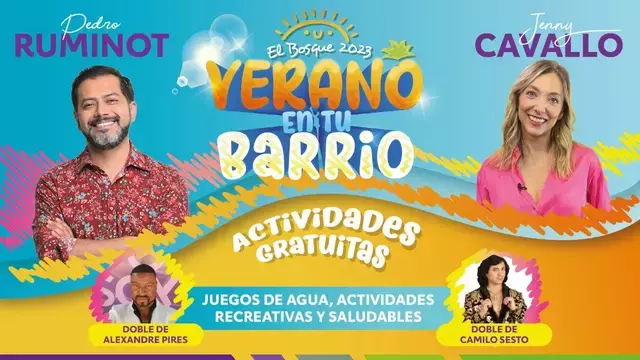 Pedro
RUMINOT
Jenny
CAVALLO
El Bosque 2023
VERANO
EN TU
BARRIO
ACTIVIDADES
GRATUITAS
JUEGOS DE AGUA, ACTIVIDADES
RECREATIVAS Y SALUDABLES
DOBLE DE
ALEXANDRE PIRES
DOBLE DE
CAMILO SESTO